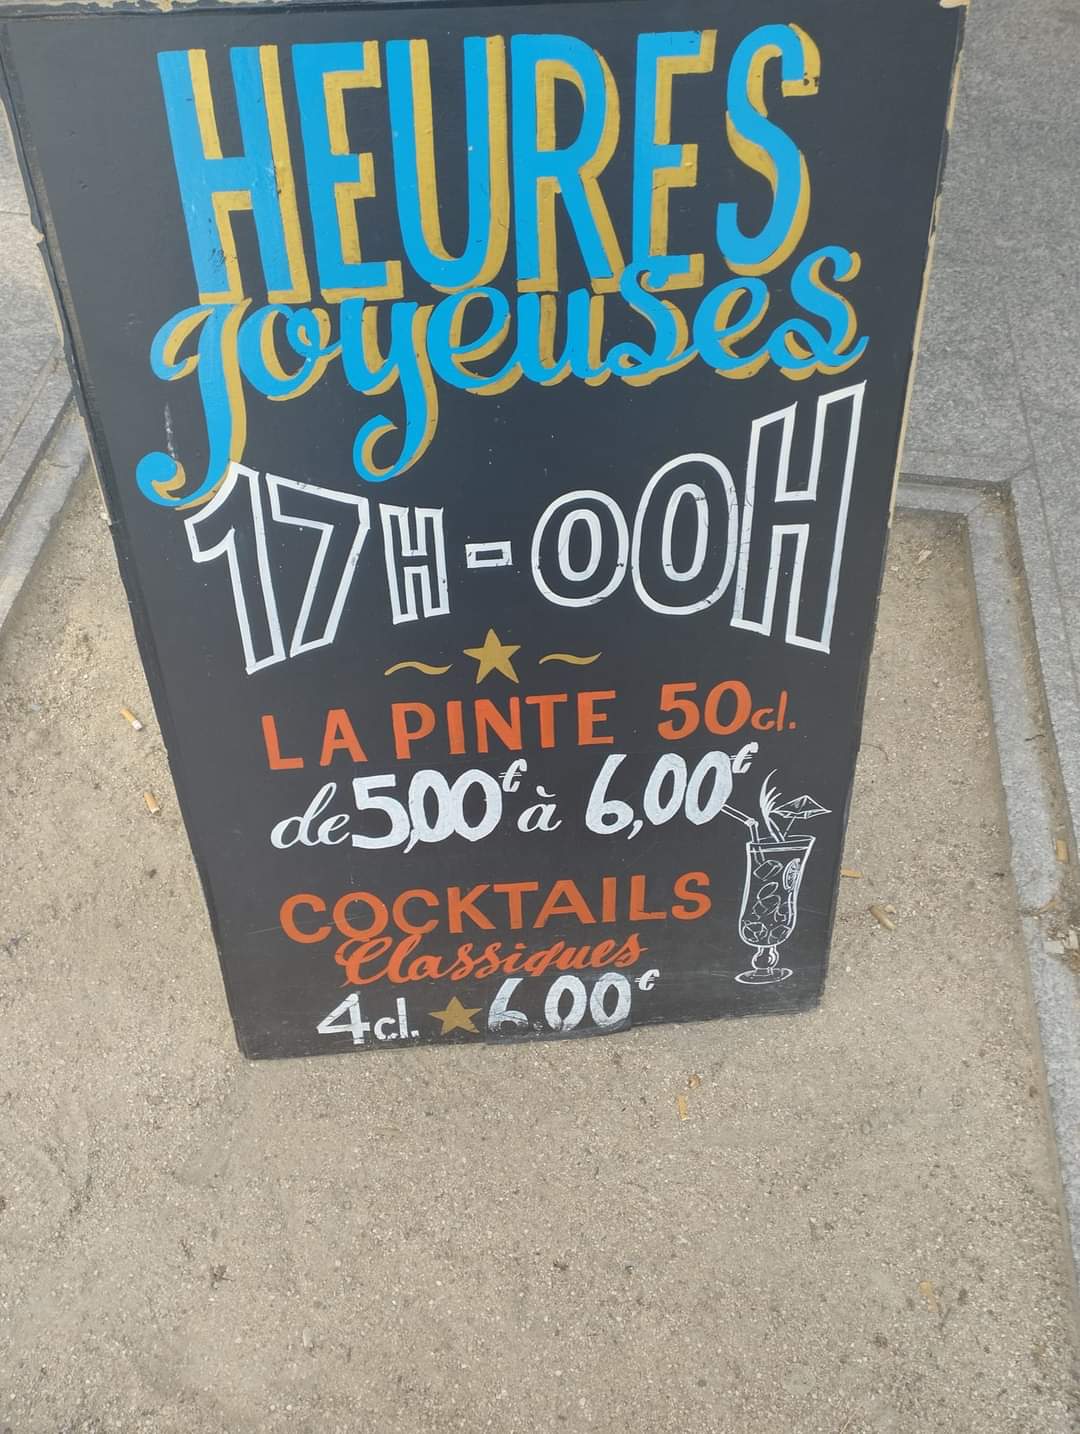 HEURES
joyeuses
17H-00H
LA PINTE 50cl.
de 5,00€ à 6,00€
COCKTAILS
Classiques
4cl. 6.00€